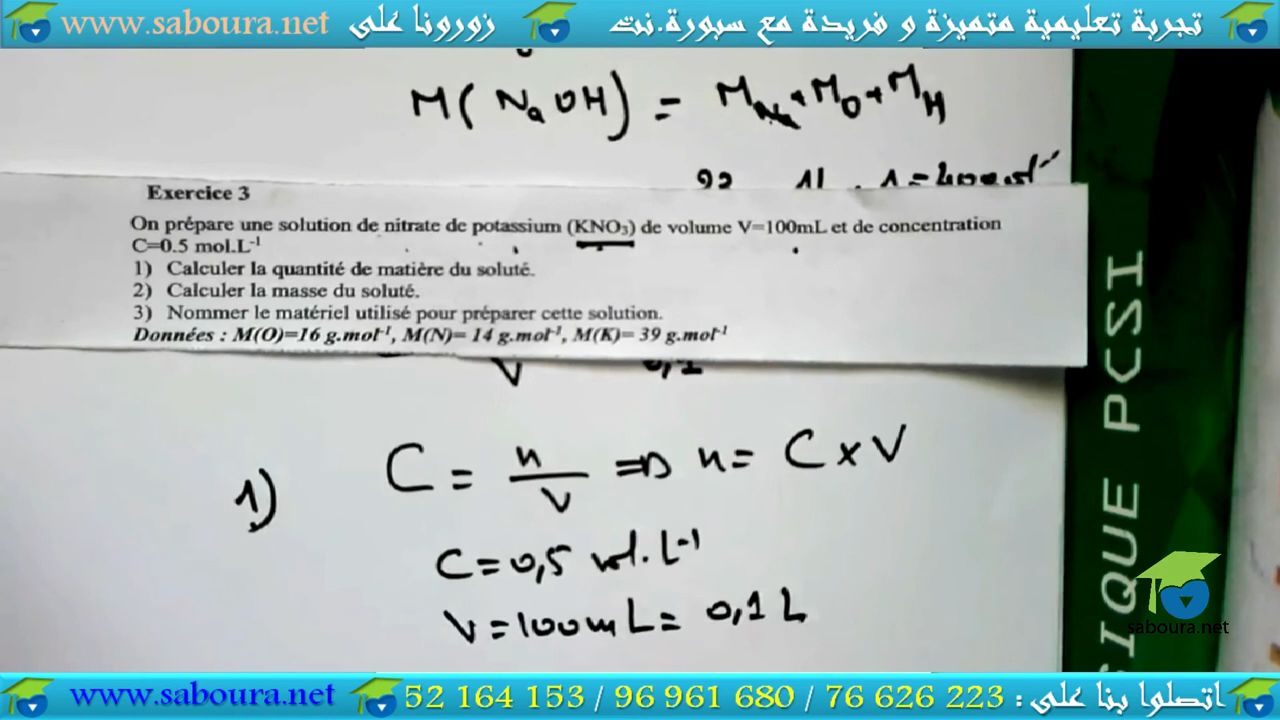 www.saboura.net زورونا على تجربة تعليمية متميزة و فريدة مع سبورة.نت
M(NaOH) = MNa + MO + MH
Exercice 3
On prépare une solution de nitrate de potassium (KNO₃) de volume V=100mL et de concentration
C=0.5 mol.L⁻¹
1) Calculer la quantité de matière du soluté.
2) Calculer la masse du soluté.
3) Nommer le matériel utilisé pour préparer cette solution.
Données : M(O)=16 g.mol⁻¹, M(N)= 14 g.mol⁻¹, M(K)= 39 g.mol⁻¹
V 0,1
1) C = n/V => n = C x V
C = 0,5 mol.L⁻¹
V = 100mL = 0,1 L
SIQUE PCSI
saboura.net
www.saboura.net 52 164 153 / 96 961 680 / 76 626 223 : اتصلوا بنا على